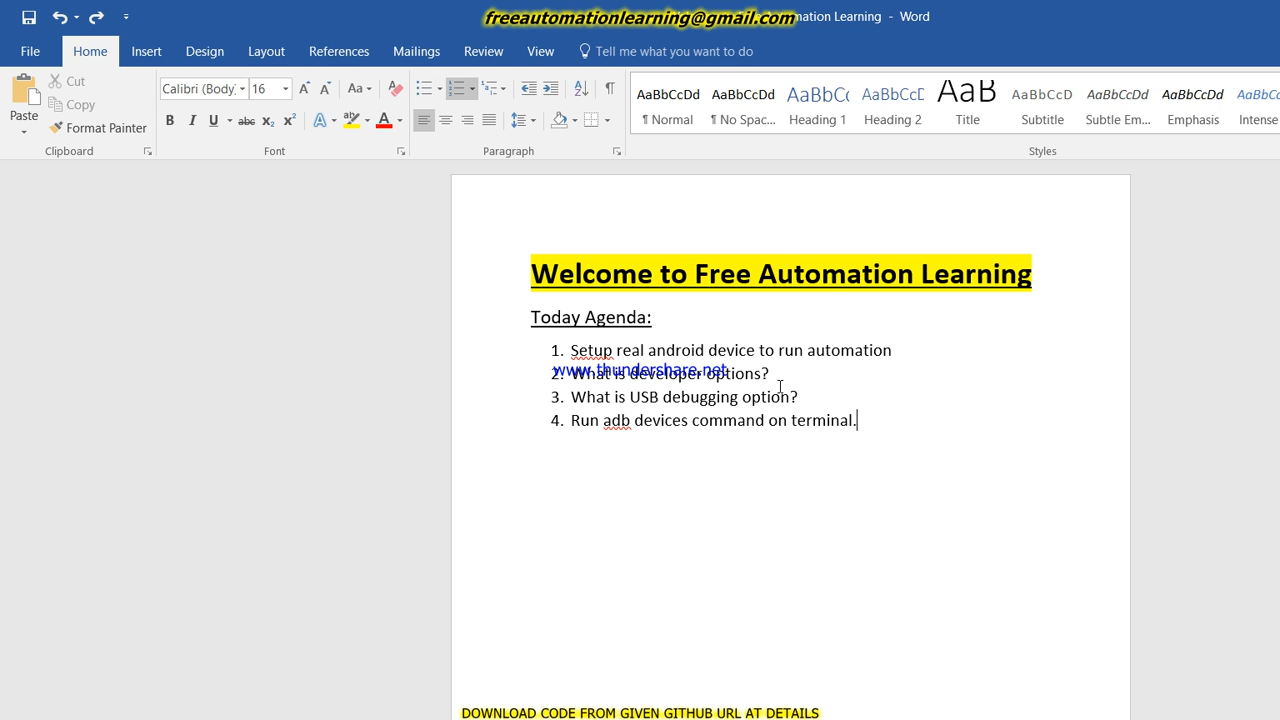 freeautomationlearning@gmail.com
mation Learning - Word
File Home Insert Design Layout References Mailings Review View Tell me what you want to do
Paste
Cut
Copy
Format Painter
Clipboard
Calibri (Body) 16
Aa
B I U abc X₂ X²
A A
Font
Paragraph
AaBbCcDd AaBbCcDd AaBbCc AaBbCcD AaB AaBbCcD AaBbCcDd AaBbCcDd AaBbCc
¶ Normal ¶ No Spac... Heading 1 Heading 2 Title Subtitle Subtle Em... Emphasis Intense
Styles
Welcome to Free Automation Learning
Today Agenda:
1. Setup real android device to run automation
www.thundershare.net
2. What is developer options?
3. What is USB debugging option?
4. Run adb devices command on terminal.
DOWNLOAD CODE FROM GIVEN GITHUB URL AT DETAILS